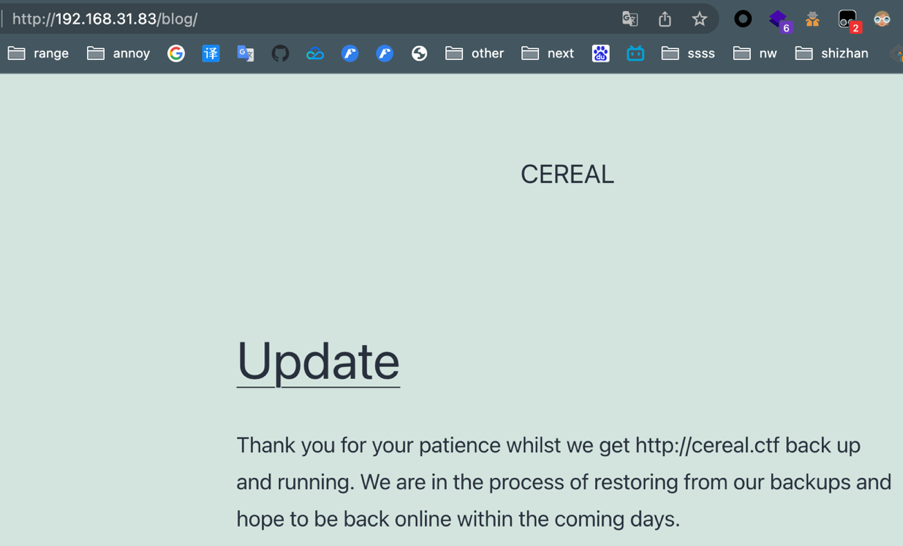 http://192.168.31.83/blog/
6
2
range
annoy
译
other
next
ssss
nw
shizhan
CEREAL
Update
Thank you for your patience whilst we get http://cereal.ctf back up
and running. We are in the process of restoring from our backups and
hope to be back online within the coming days.